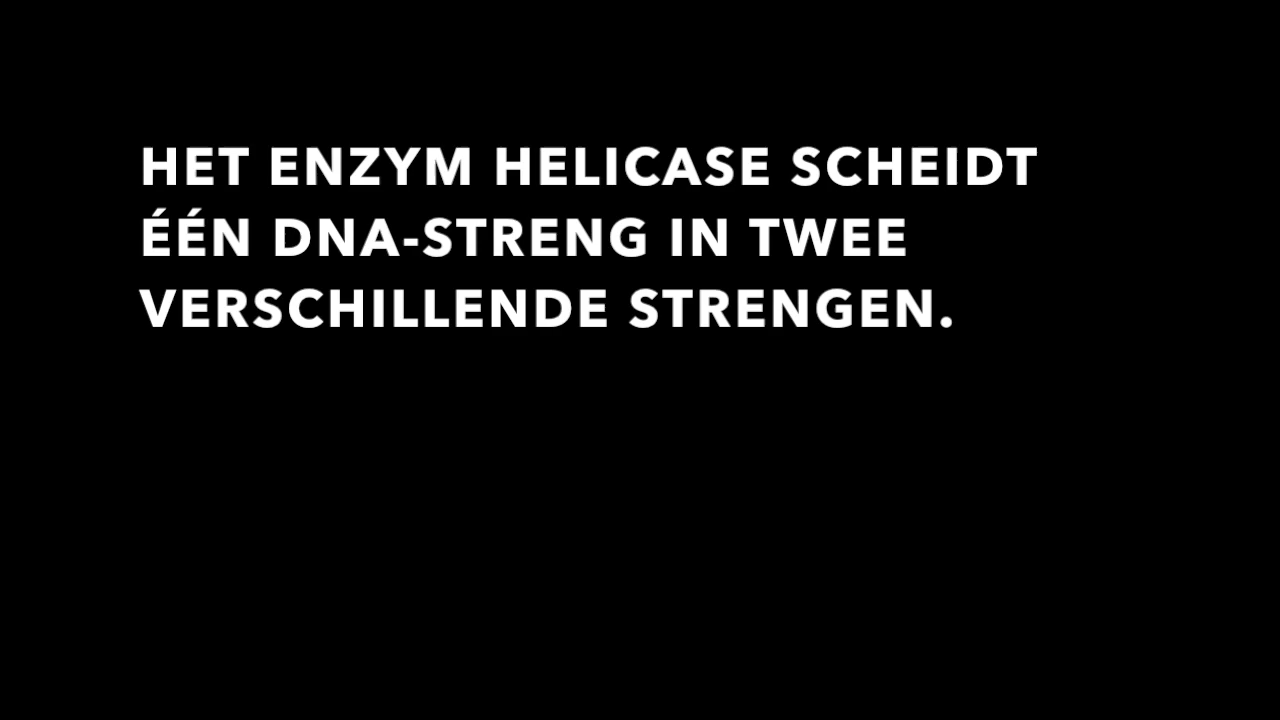 HET ENZYM HELICASE SCHEIDT
ÉÉN DNA-STRENG IN TWEE
VERSCHILLENDE STRENGEN.